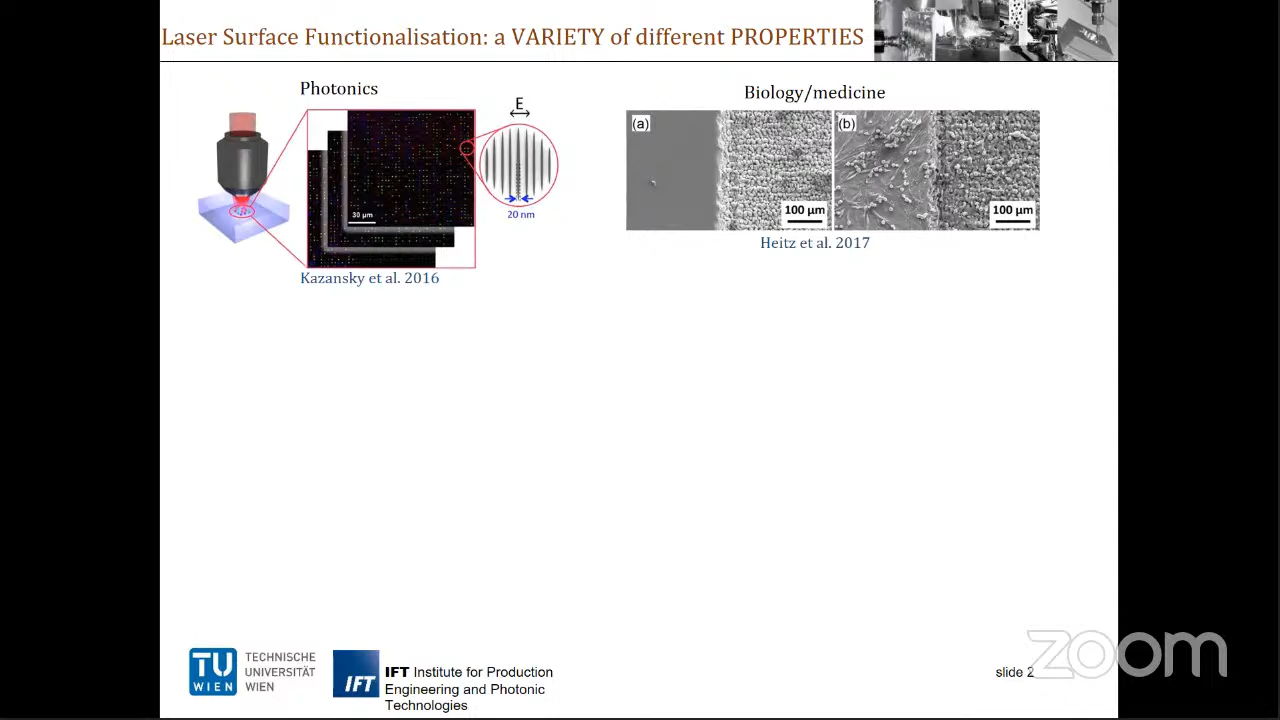 Laser Surface Functionalisation: a VARIETY of different PROPERTIES
Photonics
E
30 µm
20 nm
Kazansky et al. 2016
Biology/medicine
(a)
100 µm
(b)
100 µm
Heitz et al. 2017
TU
WIEN
TECHNISCHE
UNIVERSITÄT
WIEN
IFT
IFT Institute for Production
Engineering and Photonic
Technologies
slide 2
zoom